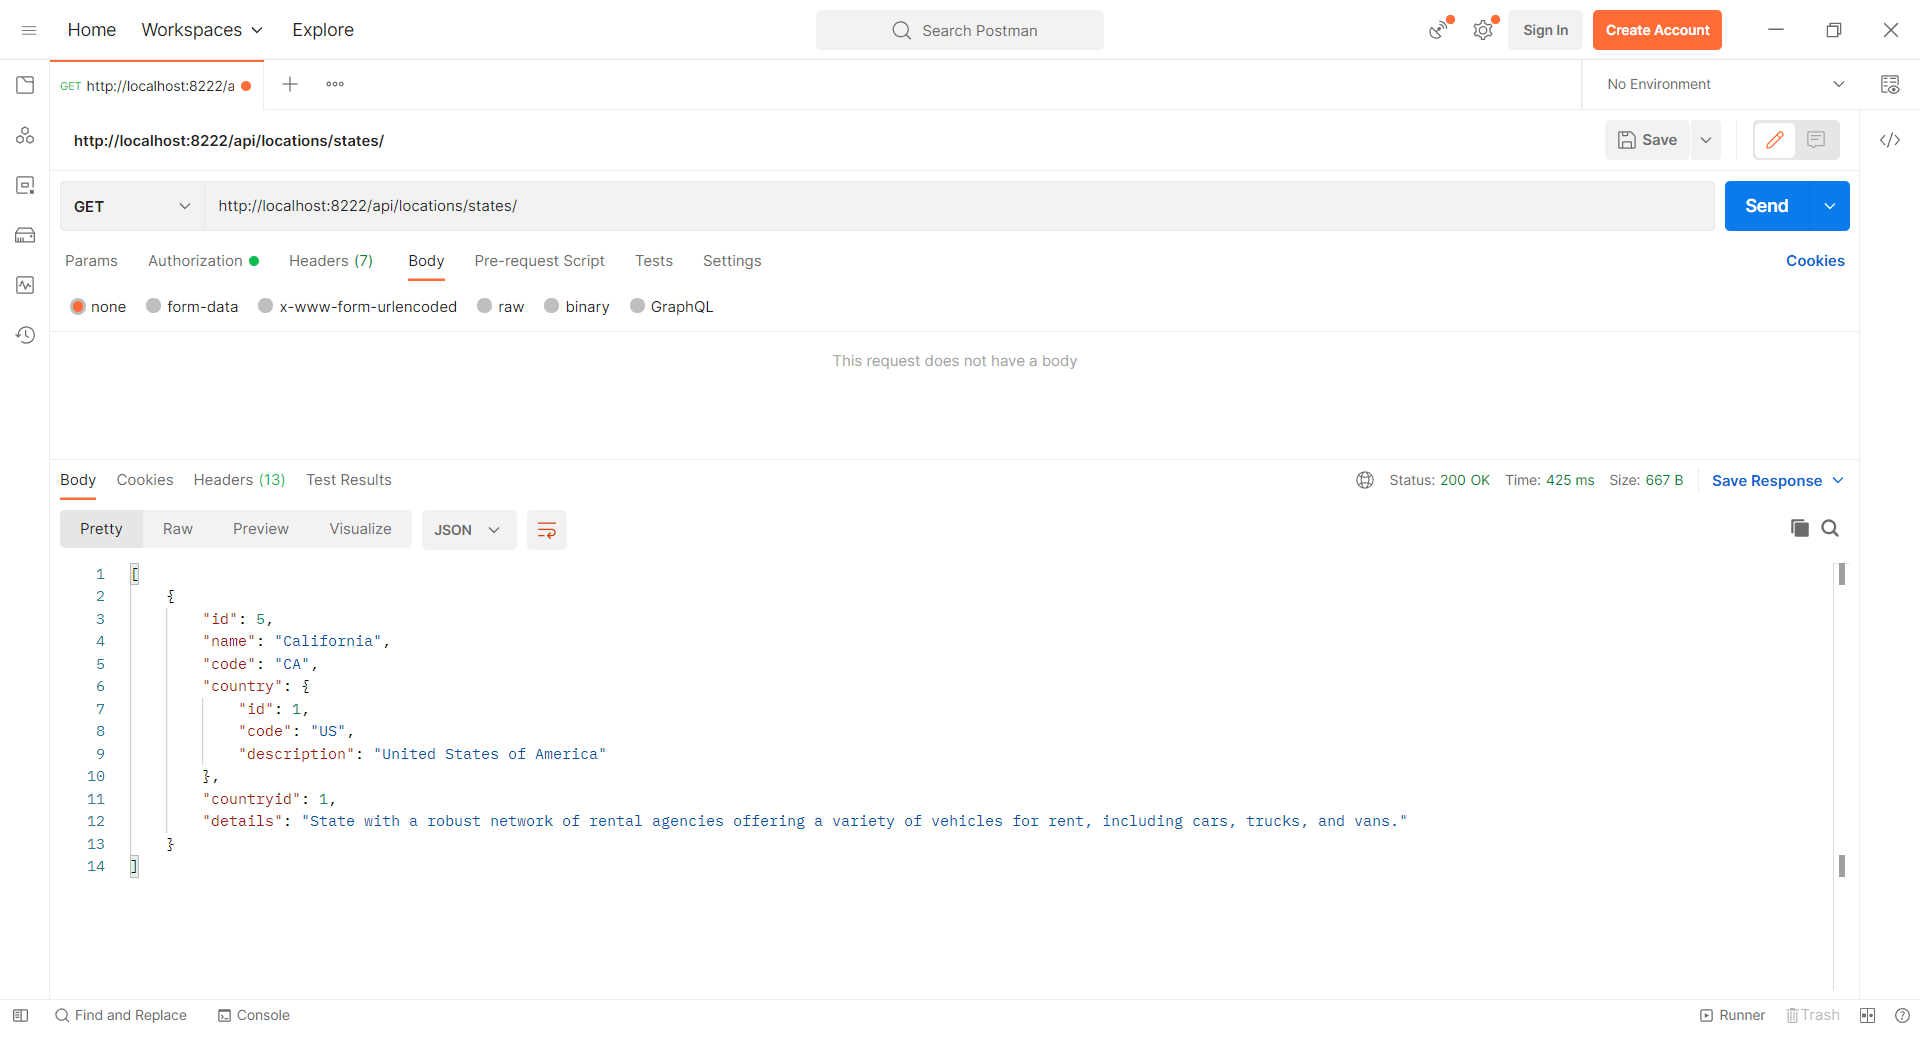 Home Workspaces Explore Search Postman Sign In Create Account
GET http://localhost:8222/a No Environment
http://localhost:8222/api/locations/states/ Save
GET http://localhost:8222/api/locations/states/ Send
Params Authorization Headers (7) Body Pre-request Script Tests Settings Cookies
none form-data x-www-form-urlencoded raw binary GraphQL
This request does not have a body
Body Cookies Headers (13) Test Results Status: 200 OK Time: 425 ms Size: 667 B Save Response
Pretty Raw Preview Visualize JSON
1 [
2 {
3 "id": 5,
4 "name": "California",
5 "code": "CA",
6 "country": {
7 "id": 1,
8 "code": "US",
9 "description": "United States of America"
10 },
11 "countryid": 1,
12 "details": "State with a robust network of rental agencies offering a variety of vehicles for rent, including cars, trucks, and vans."
13 }
14 ]
Find and Replace Console Runner Trash